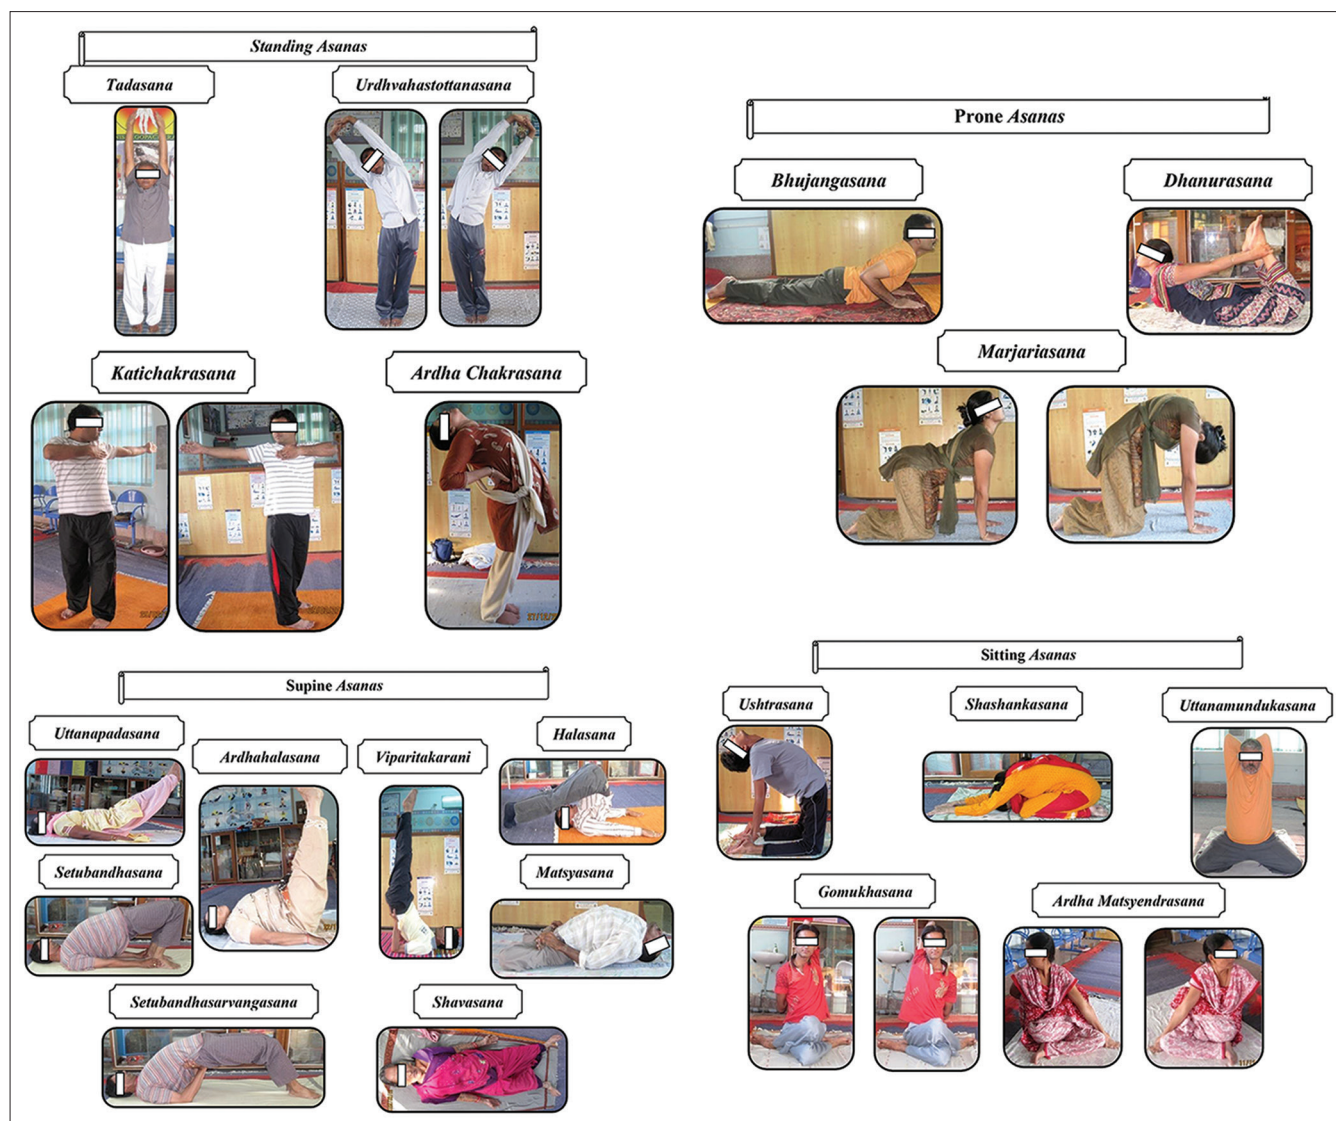 Standing Asanas
Tadasana
Urdhvahastottanasana
Katichakrasana
Ardha Chakrasana
Prone Asanas
Bhujangasana
Dhanurasana
Marjariasana
Supine Asanas
Uttanapadasana
Ardhahalasana
Viparitakarani
Halasana
Setubandhasana
Matsyasana
Setubandhasarvangasana
Shavasana
Sitting Asanas
Ushtrasana
Shashankasana
Uttanamundukasana
Gomukhasana
Ardha Matsyendrasana